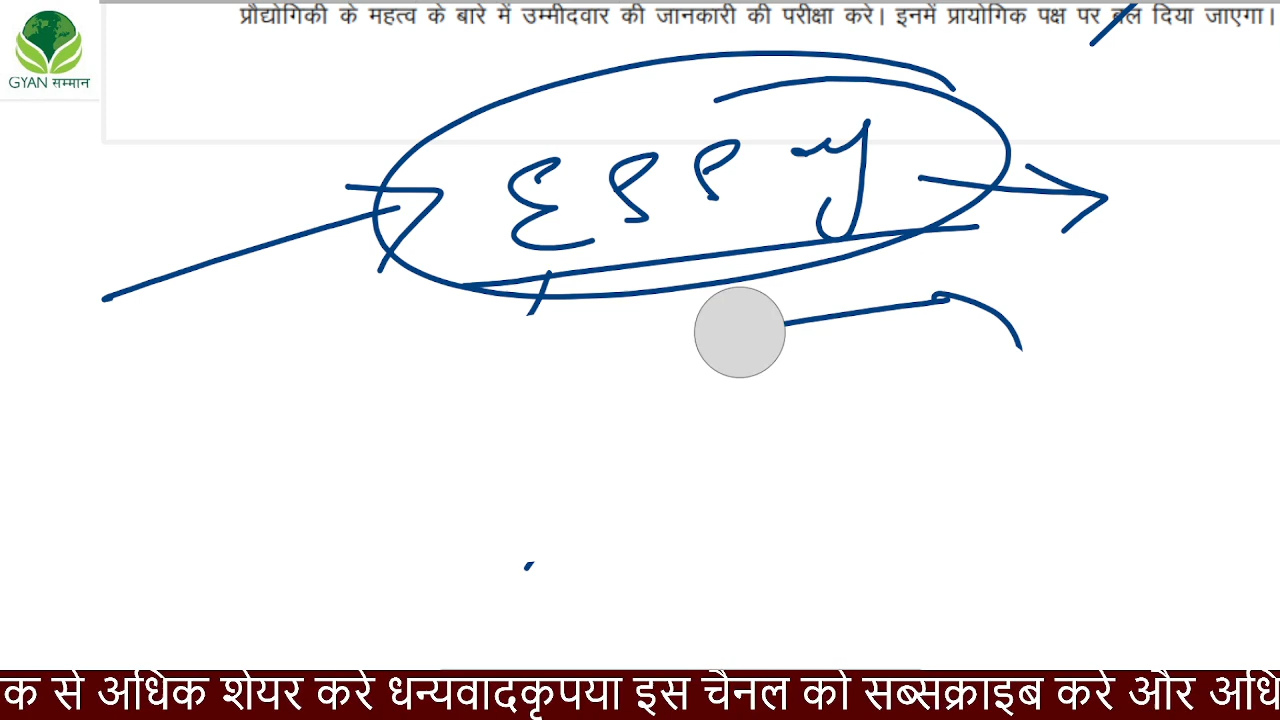 प्रौद्योगिकी के महत्व के बारे में उम्मीदवार की जानकारी की परीक्षा करे। इनमें प्रायोगिक पक्ष पर बल दिया जाएगा।
GYAN सम्मान
क से अधिक शेयर करे धन्यवादकृपया इस चैनल को सब्सक्राइब करे और अधि